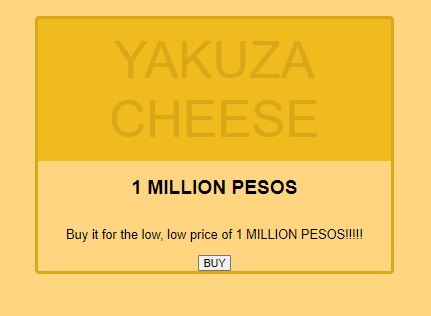 YAKUZA
CHEESE
1 MILLION PESOS
Buy it for the low, low price of 1 MILLION PESOS!!!!!
BUY